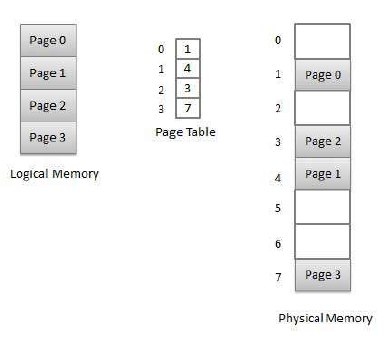 Page 0
Page 1
Page 2
Page 3
Logical Memory
0 1
1 4
2 3
3 7
Page Table
0
1 Page 0
2
3 Page 2
4 Page 1
5
6
7 Page 3
Physical Memory